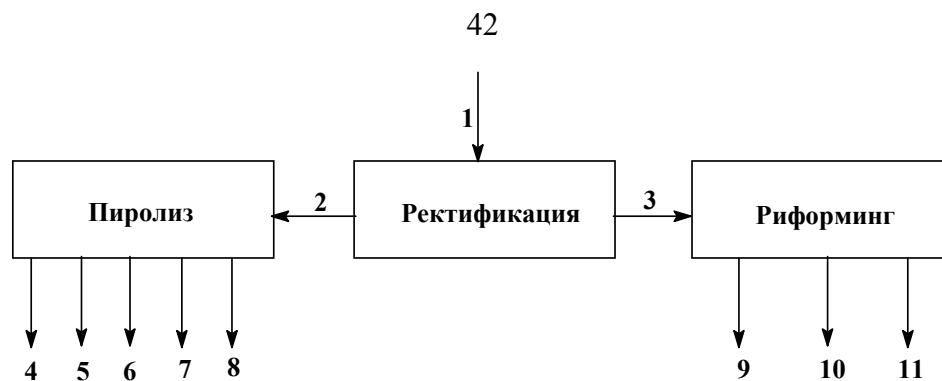 42
1
Пиролиз
2
Ректификация
3
Риформинг
4 5 6 7 8 9 10 11